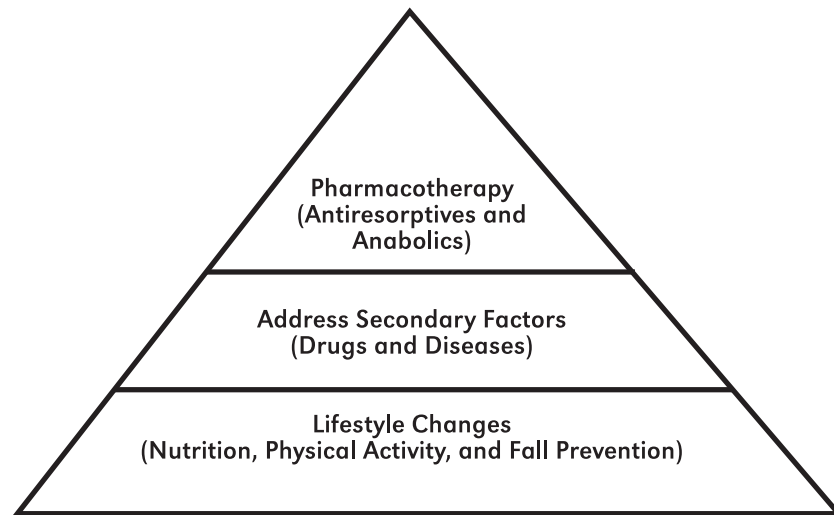 Pharmacotherapy
(Antiresorptives and
Anabolics)
Address Secondary Factors
(Drugs and Diseases)
Lifestyle Changes
(Nutrition, Physical Activity, and Fall Prevention)